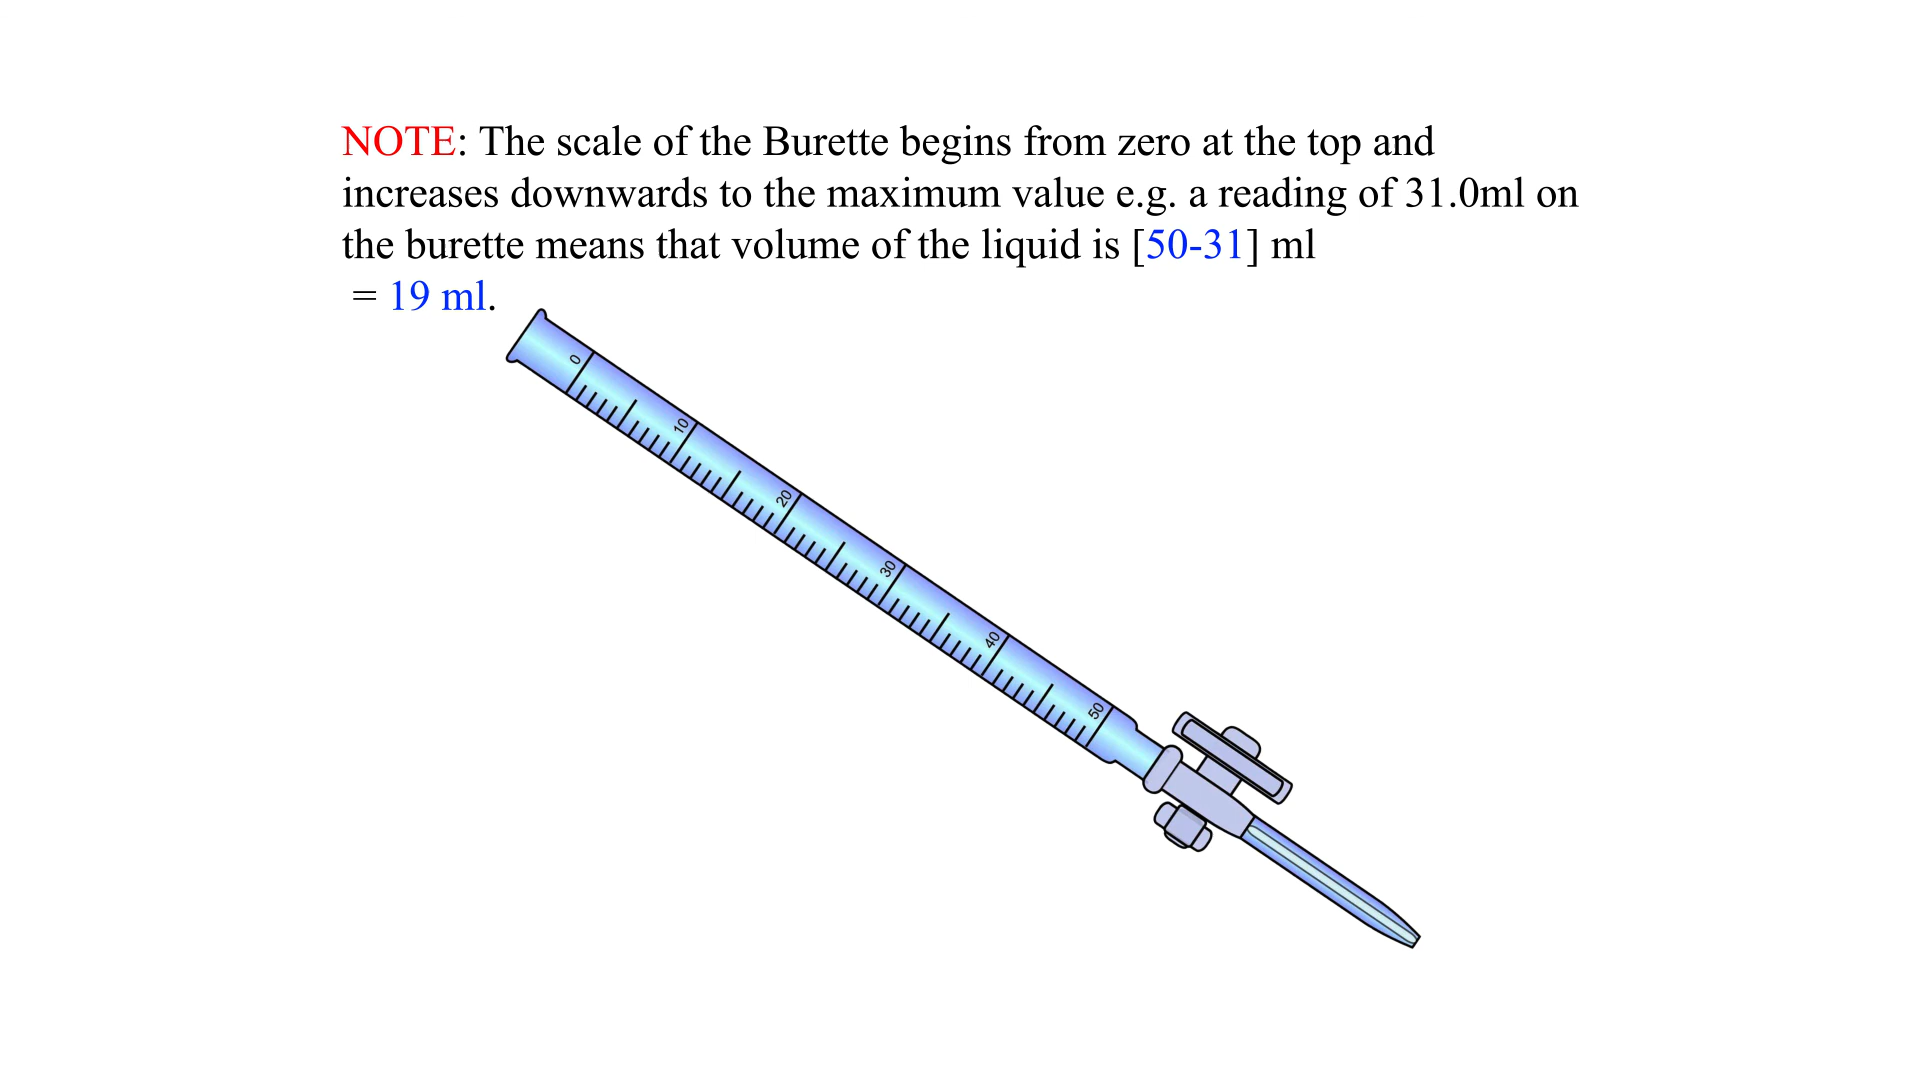 NOTE: The scale of the Burette begins from zero at the top and
increases downwards to the maximum value e.g. a reading of 31.0ml on
the burette means that volume of the liquid is [50-31] ml
= 19 ml.
0
10
20
30
40
50